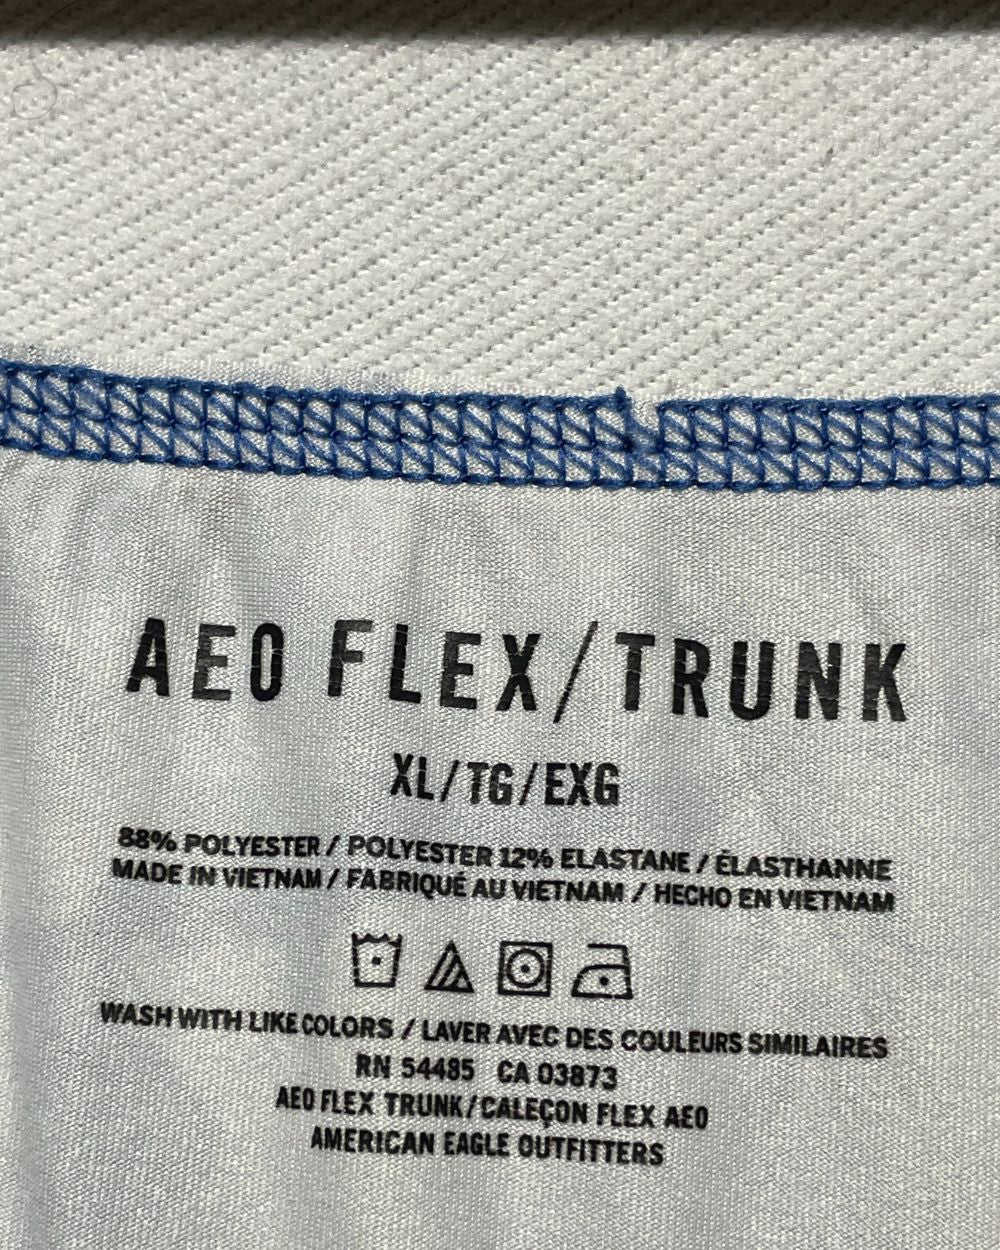 AEO FLEX/TRUNK
XL/TG/EXG
88% POLYESTER / POLYESTER 12% ELASTANE / ÉLASTHANNE
MADE IN VIETNAM / FABRIQUÉ AU VIETNAM / HECHO EN VIETNAM
WASH WITH LIKE COLORS / LAVER AVEC DES COULEURS SIMILAIRES
RN 54485 CA 03873
AEO FLEX TRUNK/CALEÇON FLEX AEO
AMERICAN EAGLE OUTFITTERS